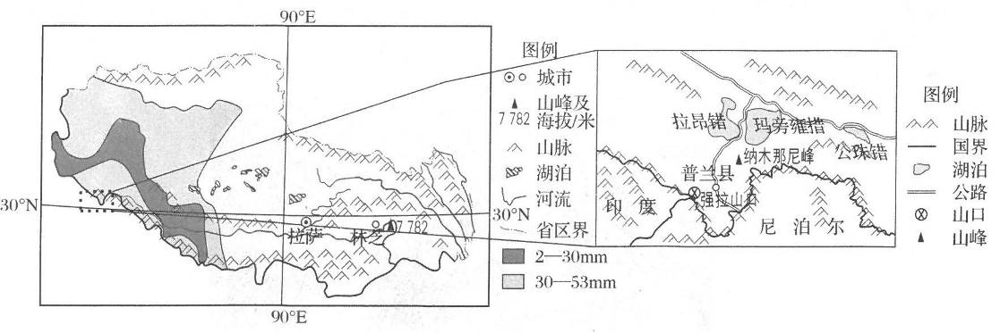 90°E
图例
城市
山峰及
7 782 海拔/米
山脉
湖泊
河流
省区界
30°N
30°N
拉萨
林芝
7 782
2—30mm
30—53mm
90°E
拉昂错
玛旁雍措
公珠错
纳木那尼峰
普兰县
强拉山口
印度
尼泊尔
图例
山脉
国界
湖泊
公路
山口
山峰